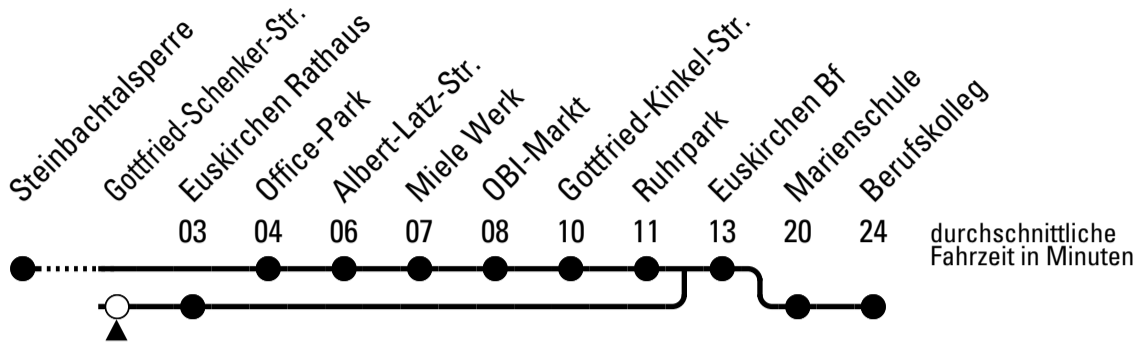 Steinbachtalsperre
Gottfried-Schenker-Str.
Euskirchen Rathaus
Office-Park
Albert-Latz-Str.
Miele Werk
OBI-Markt
Gottfried-Kinkel-Str.
Ruhrpark
Euskirchen Bf
Marienschule
Berufskolleg
03 04 06 07 08 10 11 13 20 24
durchschnittliche
Fahrzeit in Minuten